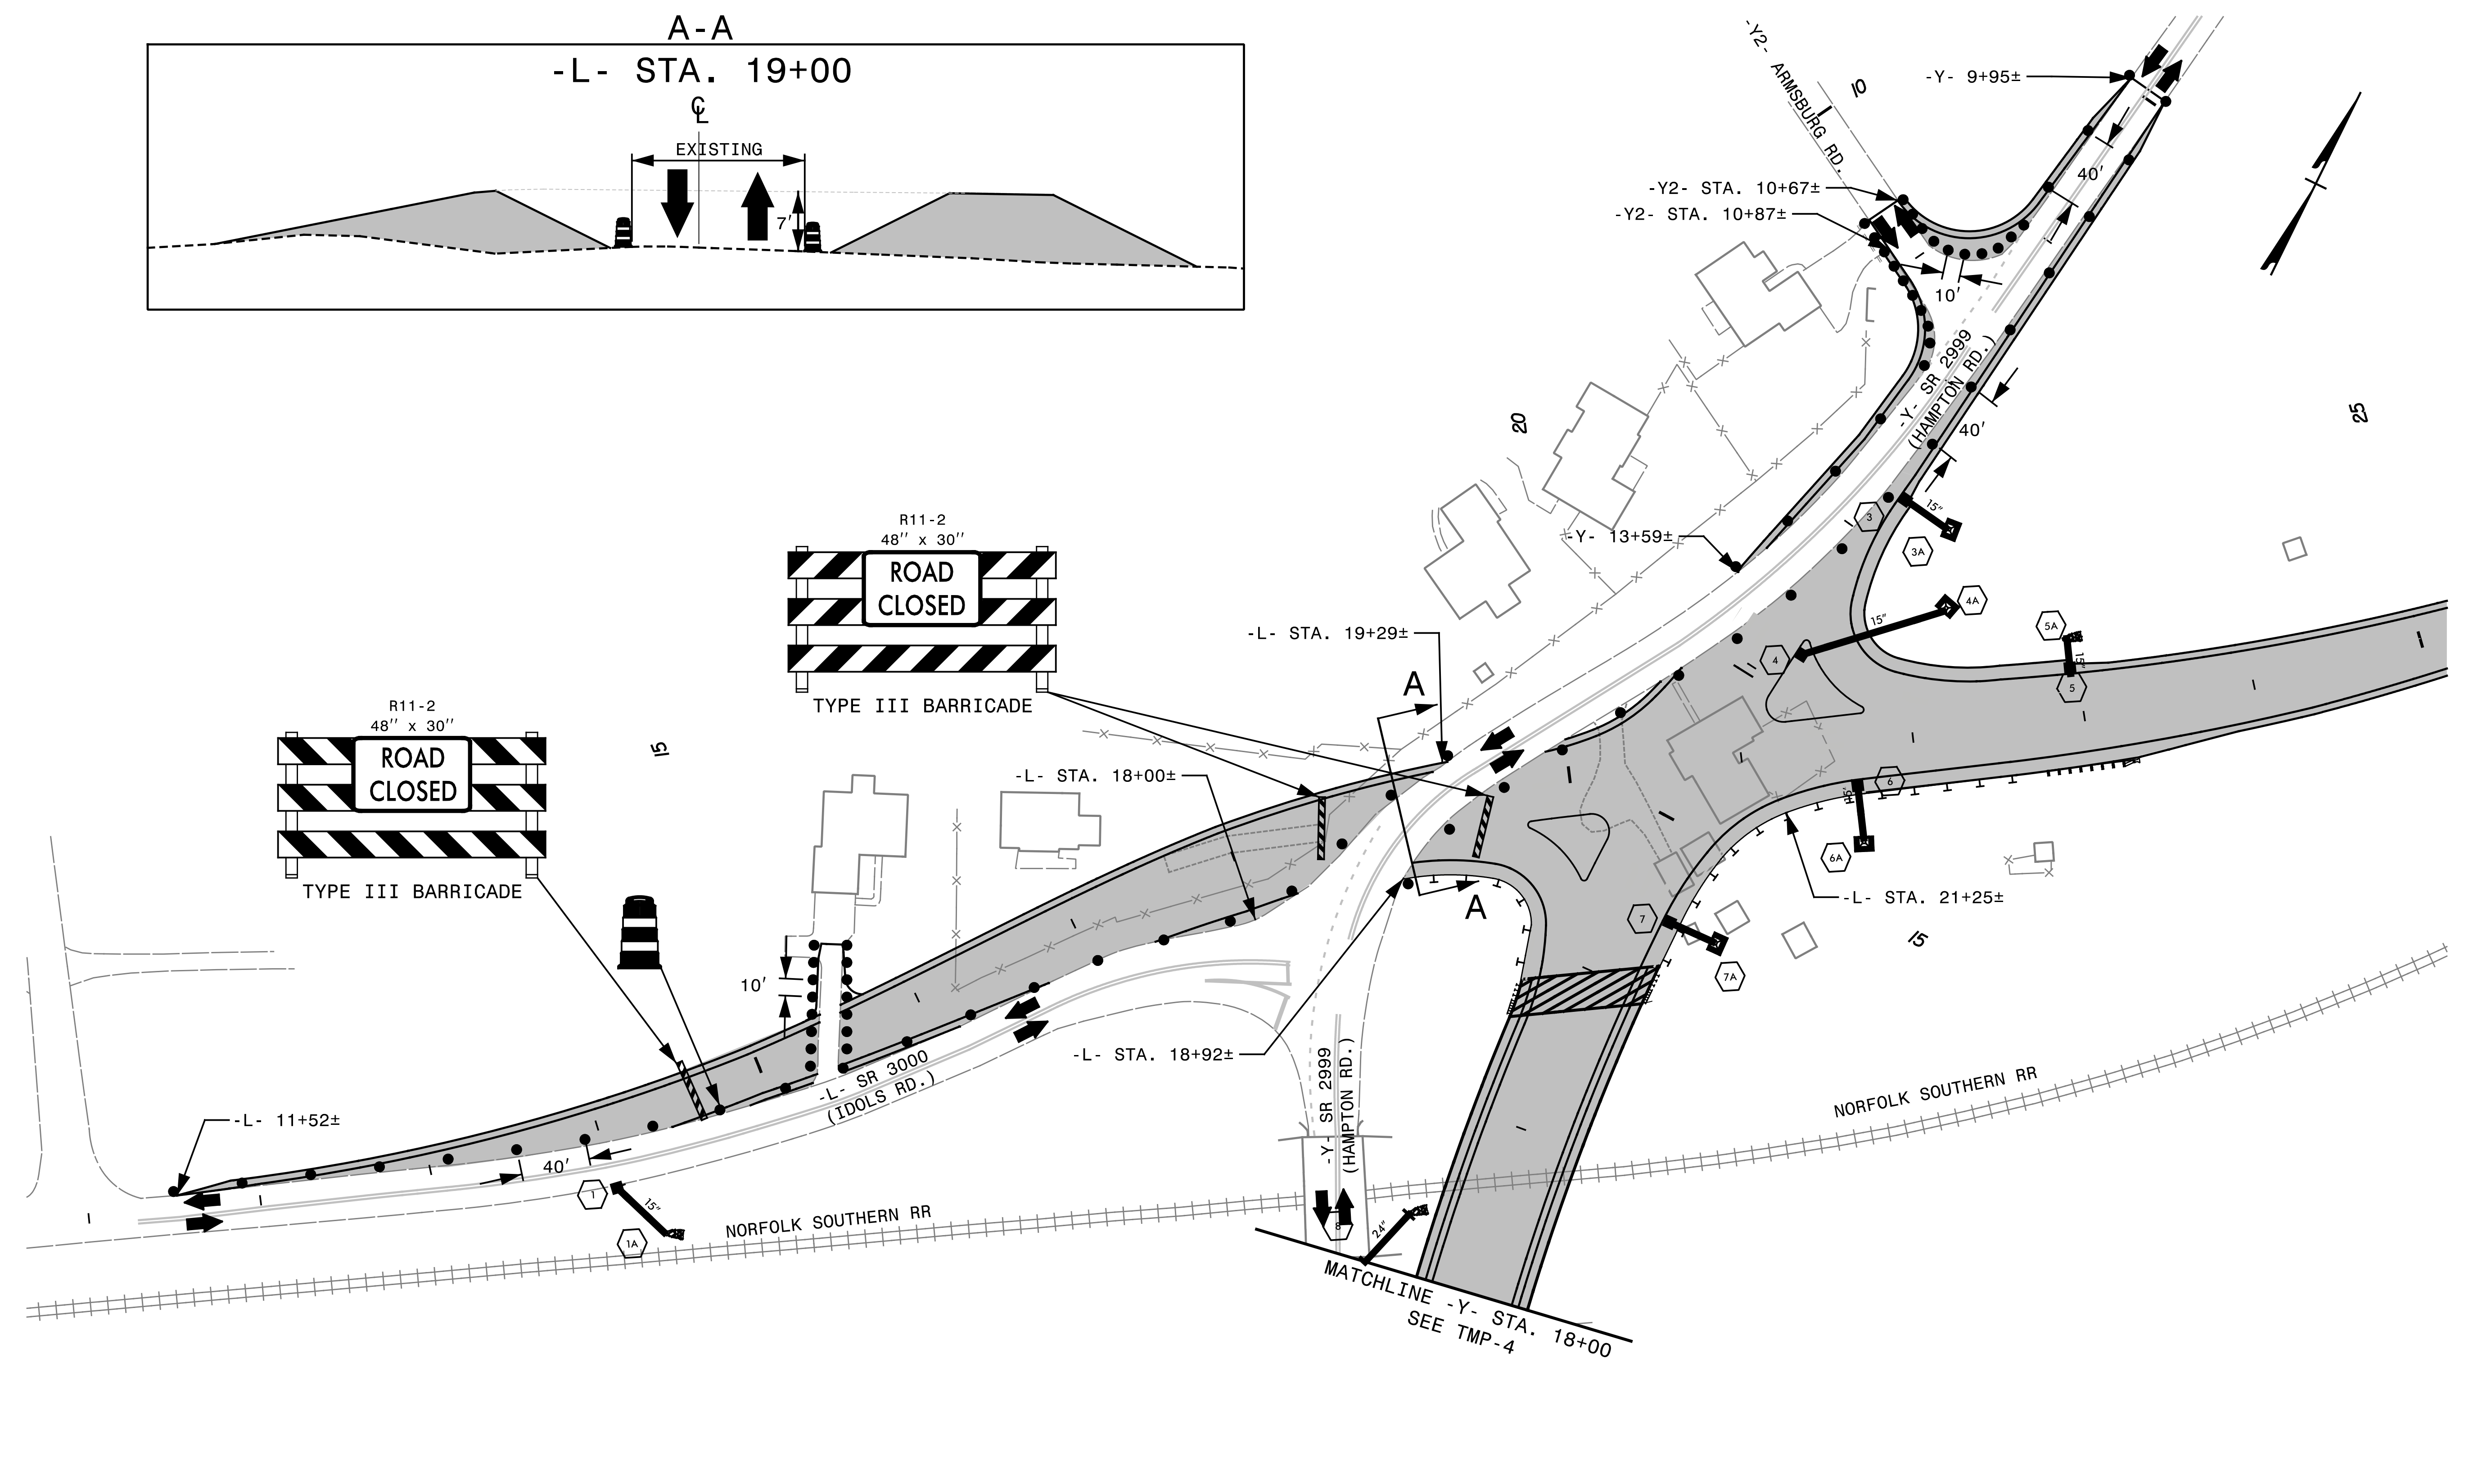 A-A
-L- STA. 19+00
CL
EXISTING
7'
-Y2- ARMSBURG RD.
10
-Y- 9+95±
40'
-Y2- STA. 10+67±
-Y2- STA. 10+87±
10'
-Y- SR 2999
(HAMPTON RD.)
40'
20
25
R11-2
48" x 30"
ROAD
CLOSED
TYPE III BARRICADE
-Y- 13+59±
3
15"
3A
4A
15"
4
5A
15"
5
-L- STA. 19+29±
A
R11-2
48" x 30"
ROAD
CLOSED
TYPE III BARRICADE
15
-L- STA. 18+00±
6
15"
6A
-L- STA. 21+25±
A
7
7A
15
10'
-L- STA. 18+92±
-L- SR 3000
(IDOLS RD.)
-L- 11+52±
40'
1
15"
1A
NORFOLK SOUTHERN RR
-Y- SR 2999
(HAMPTON RD.)
NORFOLK SOUTHERN RR
8
24"
MATCHLINE -Y- STA. 18+00
SEE TMP-4